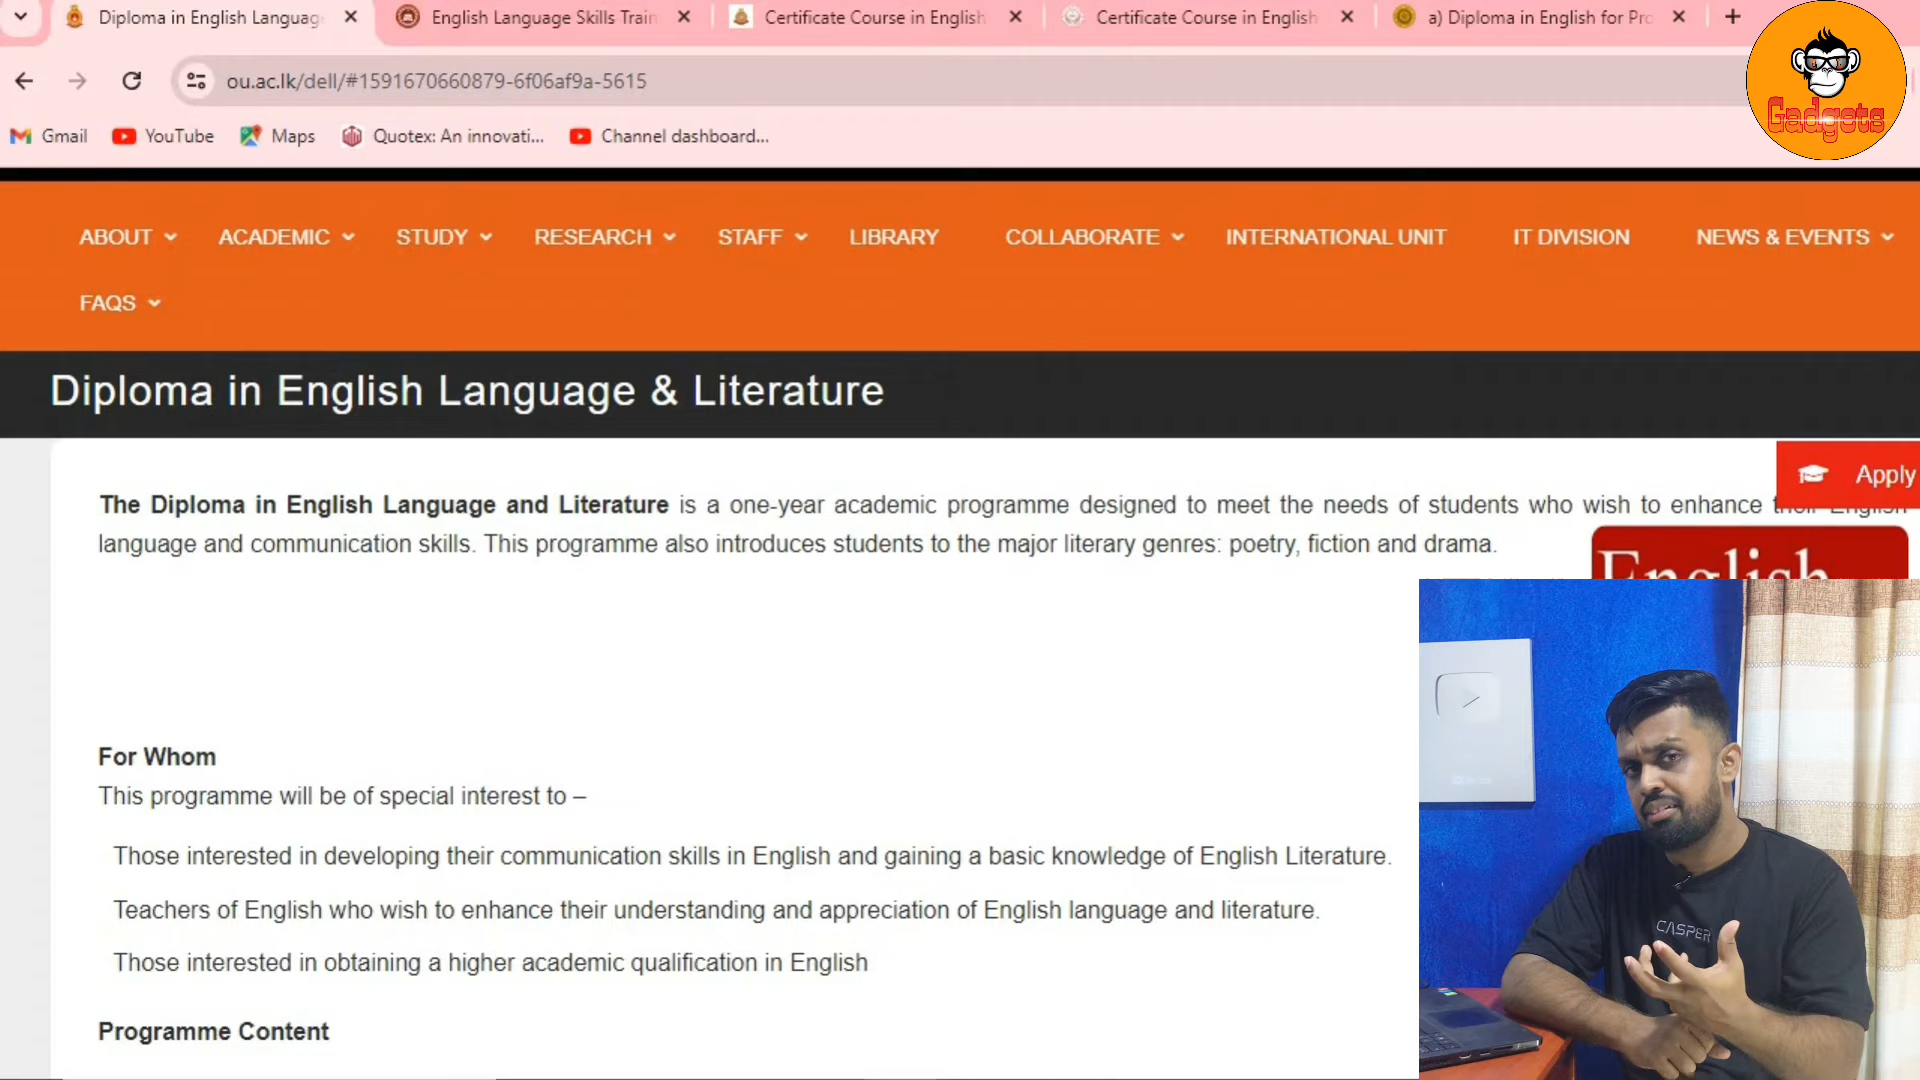 Diploma in English Languag
English Language Skills Train
Certificate Course in English
Certificate Course in English
a) Diploma in English for Pro
ou.ac.lk/dell/#1591670660879-6f06af9a-5615
Gadgets
Gmail
YouTube
Maps
Quotex: An innovati...
Channel dashboard...
ABOUT
ACADEMIC
STUDY
RESEARCH
STAFF
LIBRARY
COLLABORATE
INTERNATIONAL UNIT
IT DIVISION
NEWS & EVENTS
FAQS
Diploma in English Language & Literature
Apply
The Diploma in English Language and Literature is a one-year academic programme designed to meet the needs of students who wish to enhance their English
language and communication skills. This programme also introduces students to the major literary genres: poetry, fiction and drama.
English
For Whom
This programme will be of special interest to –
Those interested in developing their communication skills in English and gaining a basic knowledge of English Literature.
Teachers of English who wish to enhance their understanding and appreciation of English language and literature.
Those interested in obtaining a higher academic qualification in English
Programme Content
CASPER